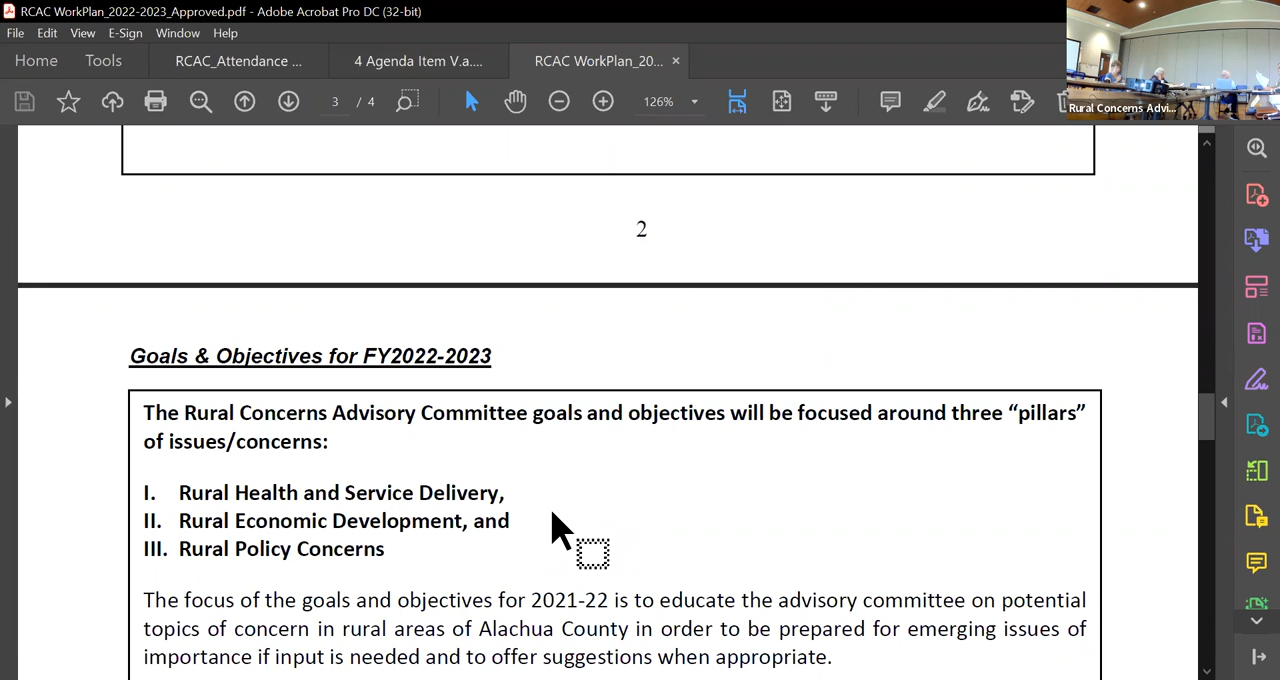 RCAC WorkPlan_2022-2023_Approved.pdf - Adobe Acrobat Pro DC (32-bit)
File Edit View E-Sign Window Help
Home Tools RCAC_Attendance ... 4 Agenda Item V.a.... RCAC WorkPlan_20... ×
3 / 4 126%
Rural Concerns Advi...
2
Goals & Objectives for FY2022-2023
The Rural Concerns Advisory Committee goals and objectives will be focused around three “pillars”
of issues/concerns:
I. Rural Health and Service Delivery,
II. Rural Economic Development, and
III. Rural Policy Concerns
The focus of the goals and objectives for 2021-22 is to educate the advisory committee on potential
topics of concern in rural areas of Alachua County in order to be prepared for emerging issues of
importance if input is needed and to offer suggestions when appropriate.